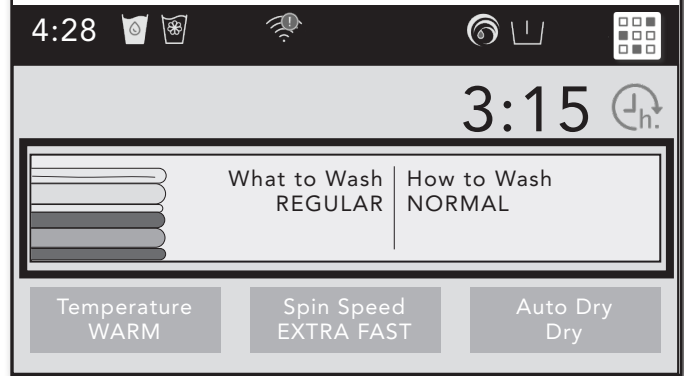 4:28
3:15 h.
What to Wash How to Wash
REGULAR NORMAL
Temperature Spin Speed Auto Dry
WARM EXTRA FAST Dry